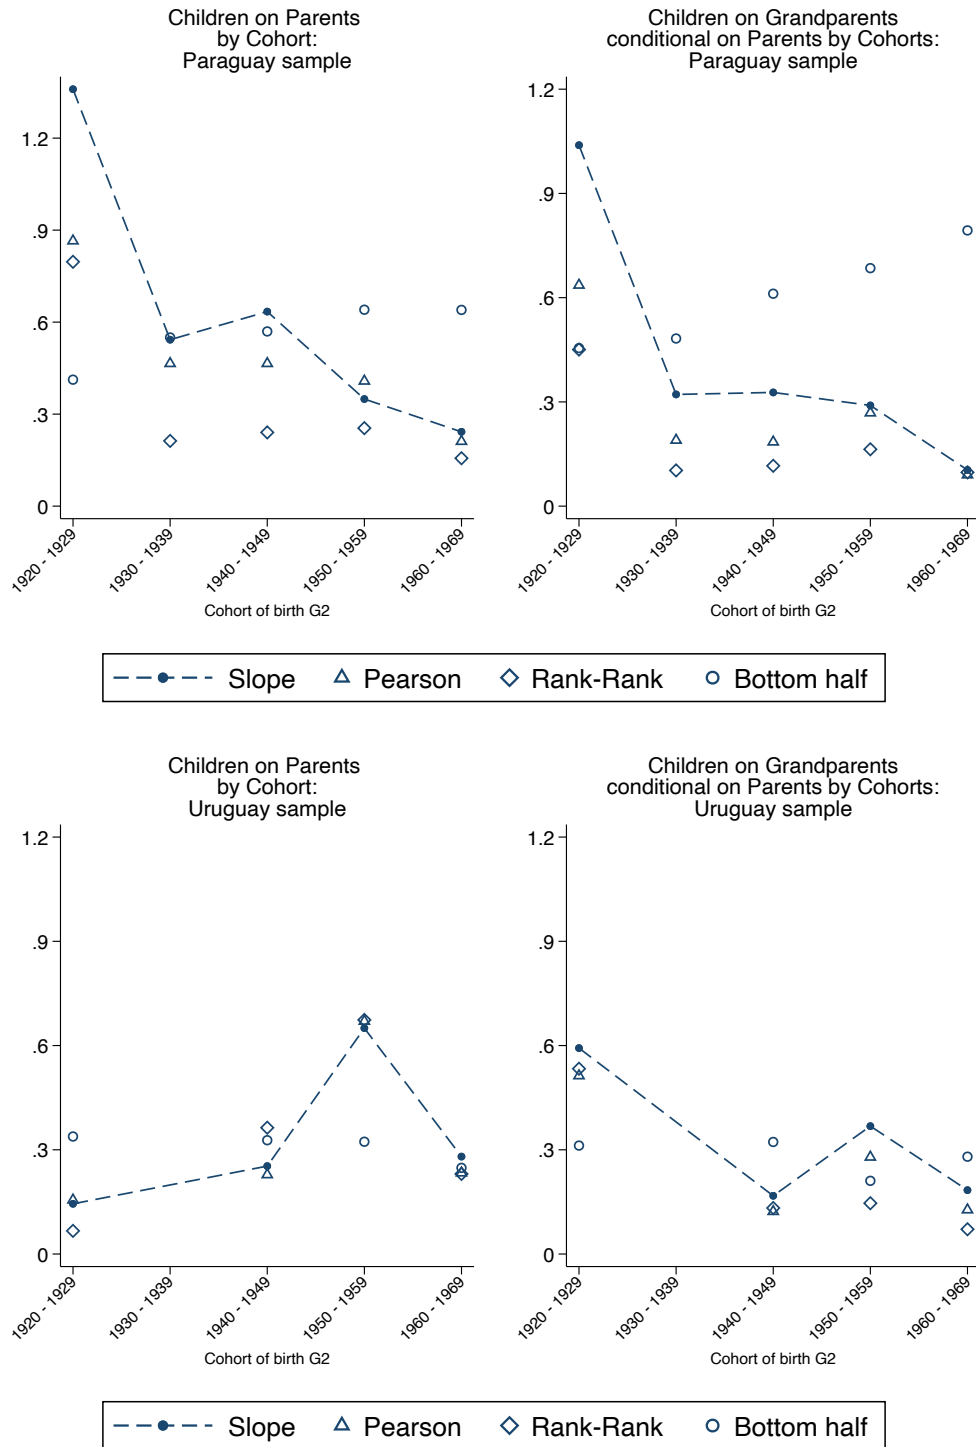 Children on Parents
by Cohort:
Paraguay sample
1.2
.9
.6
.3
0
1920 - 1929
1930 - 1939
1940 - 1949
1950 - 1959
1960 - 1969
Cohort of birth G2
Children on Grandparents
conditional on Parents by Cohorts:
Paraguay sample
1.2
.9
.6
.3
0
1920 - 1929
1930 - 1939
1940 - 1949
1950 - 1959
1960 - 1969
Cohort of birth G2
Slope Pearson Rank-Rank Bottom half
Children on Parents
by Cohort:
Uruguay sample
1.2
.9
.6
.3
0
1920 - 1929
1930 - 1939
1940 - 1949
1950 - 1959
1960 - 1969
Cohort of birth G2
Children on Grandparents
conditional on Parents by Cohorts:
Uruguay sample
1.2
.9
.6
.3
0
1920 - 1929
1930 - 1939
1940 - 1949
1950 - 1959
1960 - 1969
Cohort of birth G2
Slope Pearson Rank-Rank Bottom half